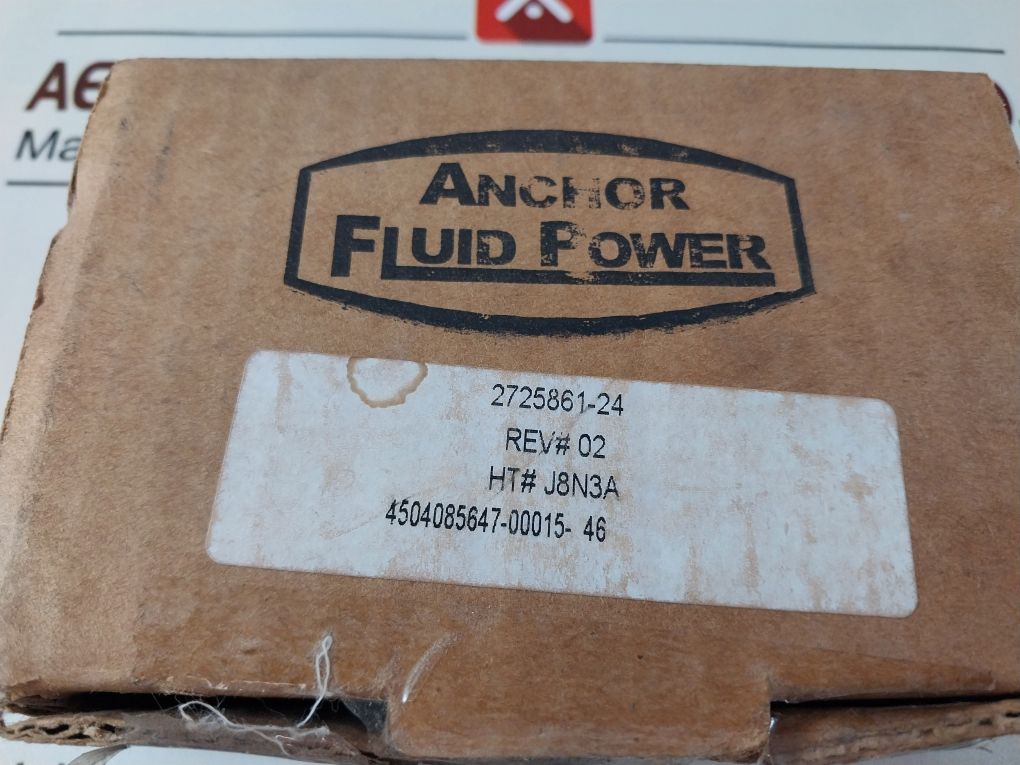 ANCHOR
FLUID POWER
2725861-24
REV# 02
HT# J8N3A
4504085647-00015- 46